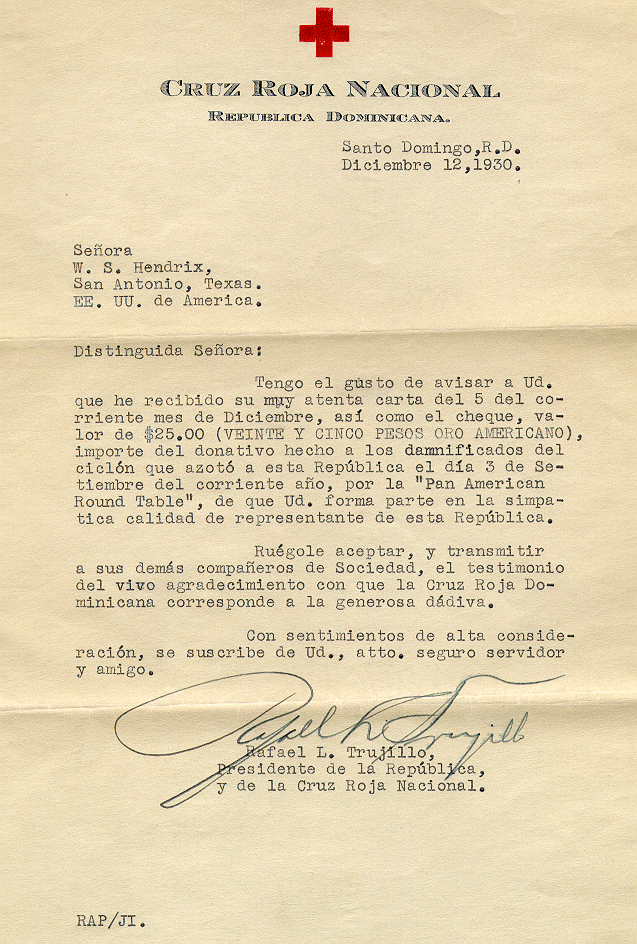 CRUZ ROJA NACIONAL
REPUBLICA DOMINICANA.
Santo Domingo,R.D.
Diciembre 12,1930.
Señora
W. S. Hendrix,
San Antonio, Texas.
EE. UU. de America.
Distinguida Señora:
Tengo el gusto de avisar a Ud.
que he recibido su muy atenta carta del 5 del co-
rriente mes de Diciembre, así como el cheque, va-
lor de $25.00 (VEINTE Y CINCO PESOS ORO AMERICANO),
importe del donativo hecho a los damnificados del
ciclón que azotó a esta República el día 3 de Se-
tiembre del corriente año, por la "Pan American
Round Table", de que Ud. forma parte en la simpa-
tica calidad de representante de esta República.
Ruégole aceptar, y transmitir
a sus demás compañeros de Sociedad, el testimonio
del vivo agradecimiento con que la Cruz Roja Do-
minicana corresponde a la generosa dádiva.
Con sentimientos de alta conside-
ración, se suscribe de Ud., atto. seguro servidor
y amigo.
Rafael L. Trujillo
Rafael L. Trujillo,
Presidente de la República,
y de la Cruz Roja Nacional.
RAP/JI.